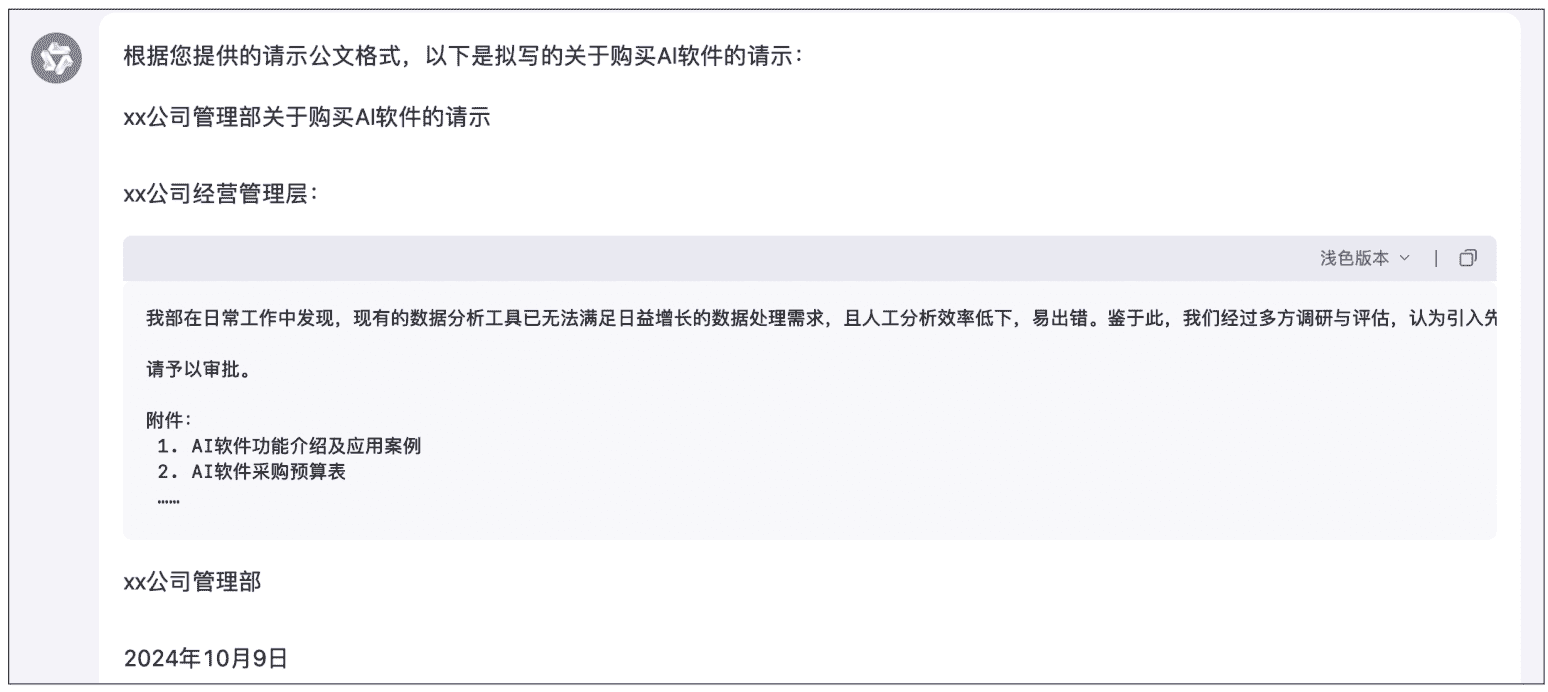 根据您提供的请示公文格式，以下是拟写的关于购买AI软件的请示：
xx公司管理部关于购买AI软件的请示
xx公司经营管理层：
浅色版本
我部在日常工作中发现，现有的数据分析工具已无法满足日益增长的数据处理需求，且人工分析效率低下，易出错。鉴于此，我们经过多方调研与评估，认为引入先
请予以审批。
附件：
1. AI软件功能介绍及应用案例
2. AI软件采购预算表
……
xx公司管理部
2024年10月9日